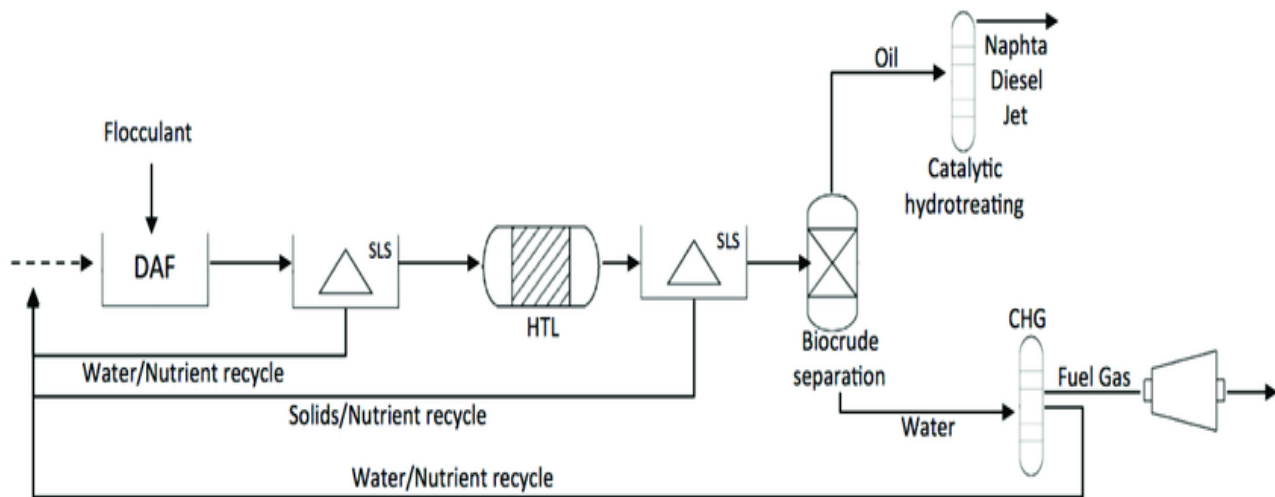 Oil
Naphta
Diesel
Jet
Catalytic
hydrotreating
Flocculant
DAF
SLS
HTL
SLS
Biocrude
separation
CHG
Fuel Gas
Water
Water/Nutrient recycle
Solids/Nutrient recycle
Water/Nutrient recycle